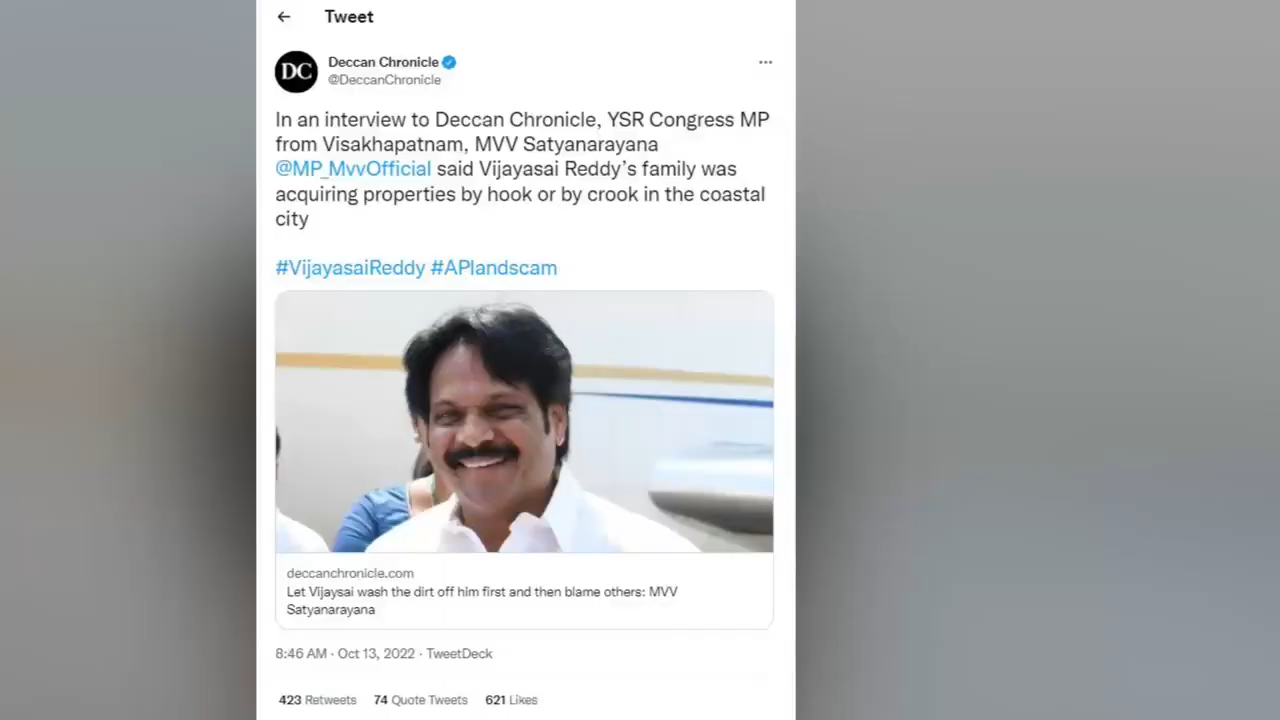 Tweet
DC
Deccan Chronicle
@DeccanChronicle
In an interview to Deccan Chronicle, YSR Congress MP
from Visakhapatnam, MVV Satyanarayana
@MP_MvvOfficial said Vijayasai Reddy’s family was
acquiring properties by hook or by crook in the coastal
city
#VijayasaiReddy #APlandscam
deccanchronicle.com
Let Vijaysai wash the dirt off him first and then blame others: MVV
Satyanarayana
8:46 AM · Oct 13, 2022 · TweetDeck
423 Retweets 74 Quote Tweets 621 Likes